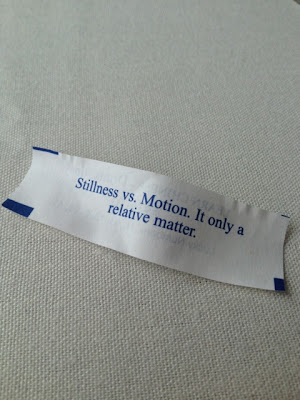 Stillness vs. Motion. It only a
relative matter.